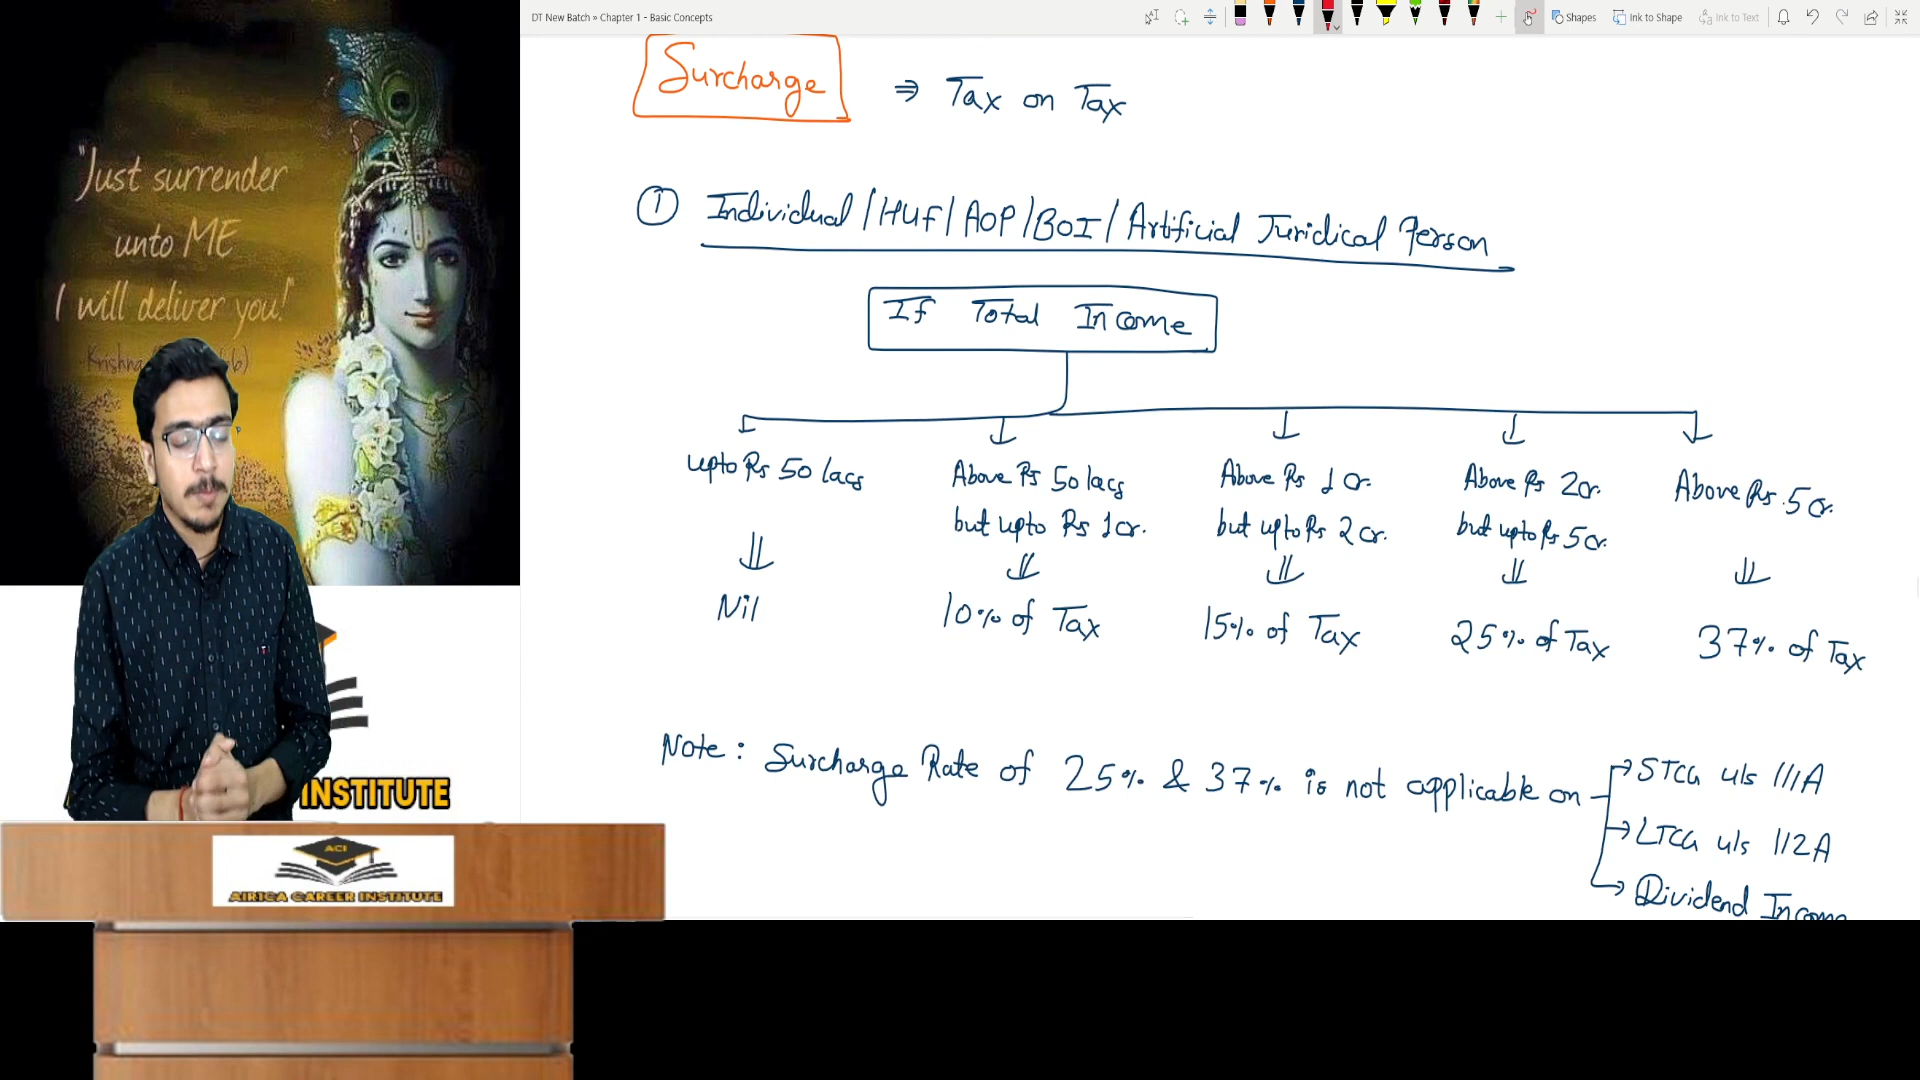 DT New Batch » Chapter 1 - Basic Concepts
Shapes
Ink to Shape
Ink to Text
Surcharge ⇒ Tax on Tax
"Just surrender
unto ME
I will deliver you!"
① Individual/HUF/AOP/BOI/Artificial Juridical Person
If Total Income
upto Rs 50 lacs
Nil
Above Rs 50 lacs
but upto Rs 1 cr.
10% of Tax
Above Rs 1 cr.
but upto Rs 2 cr.
15% of Tax
Above Rs 2 cr.
but upto Rs 5 cr.
25% of Tax
Above Rs. 5 cr.
37% of Tax
Note: Surcharge Rate of 25% & 37% is not applicable on
STCG u/s 111A
LTCG u/s 112A
Dividend Income
INSTITUTE
ACI
AIRICA CAREER INSTITUTE